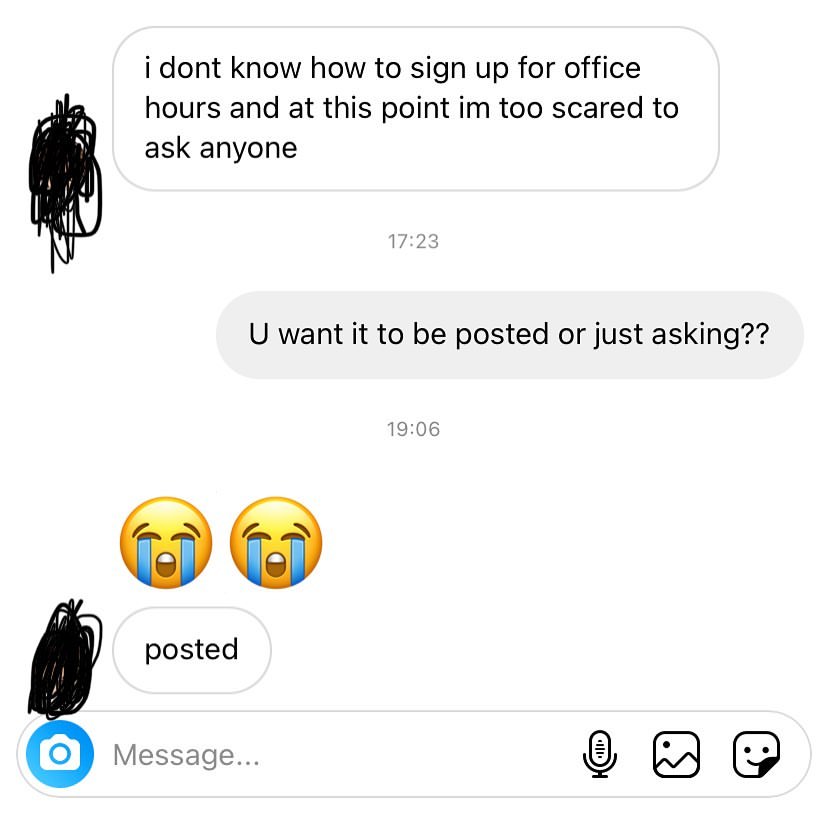 i dont know how to sign up for office
hours and at this point im too scared to
ask anyone
17:23
U want it to be posted or just asking??
19:06
😭 😭
posted
Message...